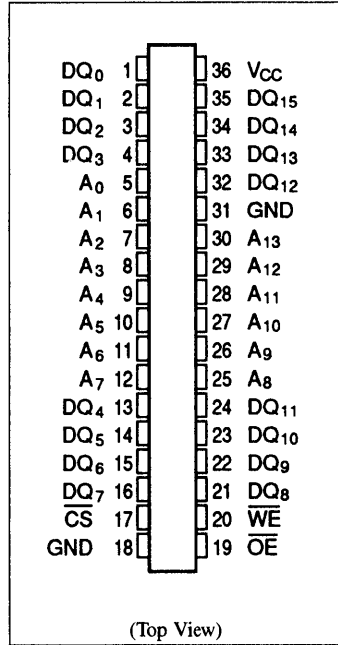 DQ0 1 36 VCC
DQ1 2 35 DQ15
DQ2 3 34 DQ14
DQ3 4 33 DQ13
A0 5 32 DQ12
A1 6 31 GND
A2 7 30 A13
A3 8 29 A12
A4 9 28 A11
A5 10 27 A10
A6 11 26 A9
A7 12 25 A8
DQ4 13 24 DQ11
DQ5 14 23 DQ10
DQ6 15 22 DQ9
DQ7 16 21 DQ8
C̅S̅ 17 20 W̅E̅
GND 18 19 O̅E̅
(Top View)